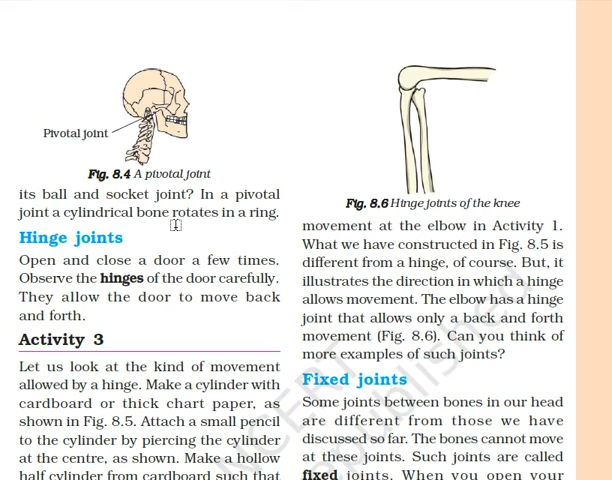 Pivotal joint
Fig. 8.4 A pivotal joint
its ball and socket joint? In a pivotal
joint a cylindrical bone rotates in a ring.
Hinge joints
Open and close a door a few times.
Observe the hinges of the door carefully.
They allow the door to move back
and forth.
Activity 3
Let us look at the kind of movement
allowed by a hinge. Make a cylinder with
cardboard or thick chart paper, as
shown in Fig. 8.5. Attach a small pencil
to the cylinder by piercing the cylinder
at the centre, as shown. Make a hollow
half cylinder from cardboard such that
Fig. 8.6 Hinge joints of the knee
movement at the elbow in Activity 1.
What we have constructed in Fig. 8.5 is
different from a hinge, of course. But, it
illustrates the direction in which a hinge
allows movement. The elbow has a hinge
joint that allows only a back and forth
movement (Fig. 8.6). Can you think of
more examples of such joints?
Fixed joints
Some joints between bones in our head
are different from those we have
discussed so far. The bones cannot move
at these joints. Such joints are called
fixed joints. When you open your
NCERT
republished